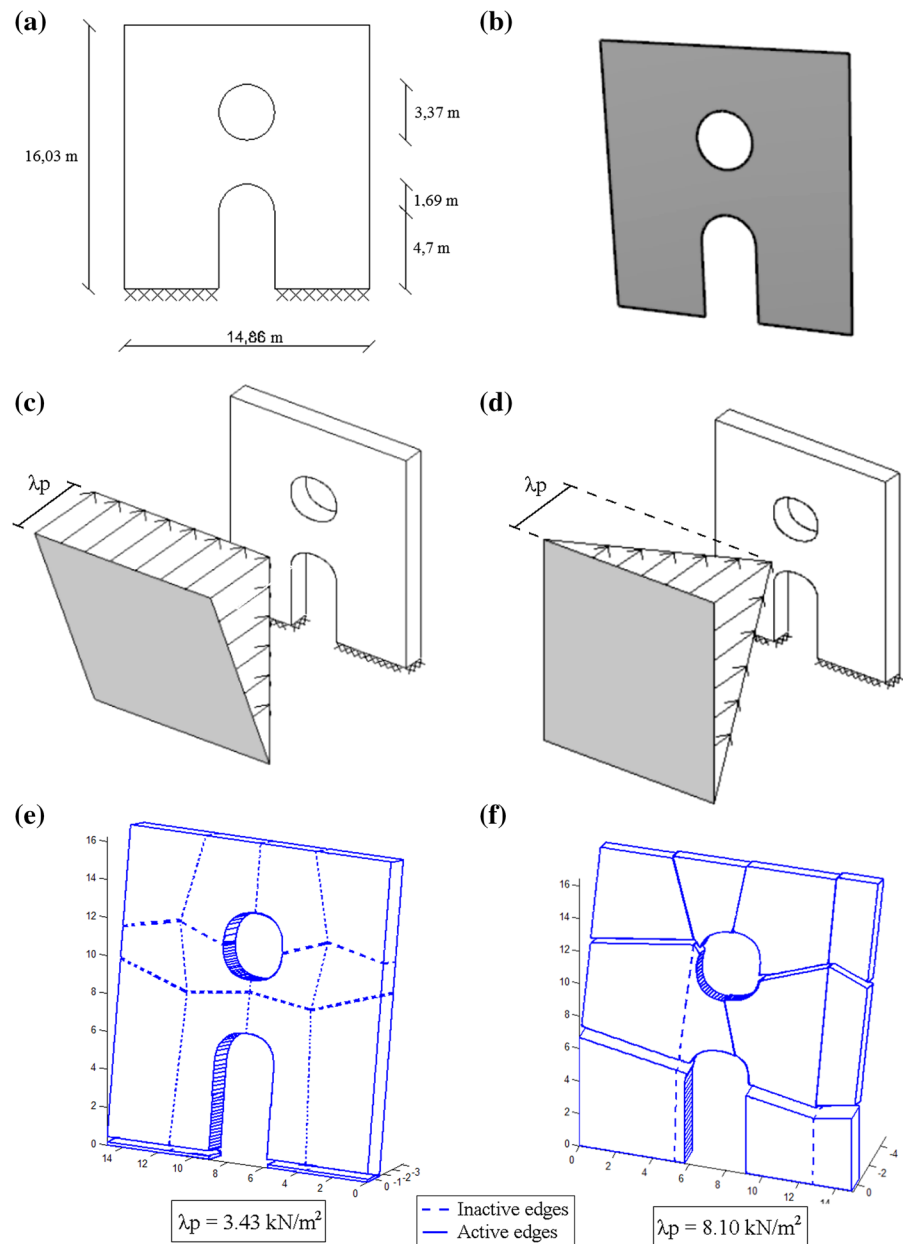 (a)
(b)
16,03 m
3,37 m
1,69 m
4,7 m
14,86 m
(c)
(d)
λp
λp
(e)
(f)
16
14
12
10
8
6
4
2
0
14
12
10
8
6
4
2
0
0
-1
-2
-3
16
14
12
10
8
6
4
2
0
0
2
4
6
8
10
12
14
0
-2
-4
λp = 3.43 kN/m²
Inactive edges
Active edges
λp = 8.10 kN/m²